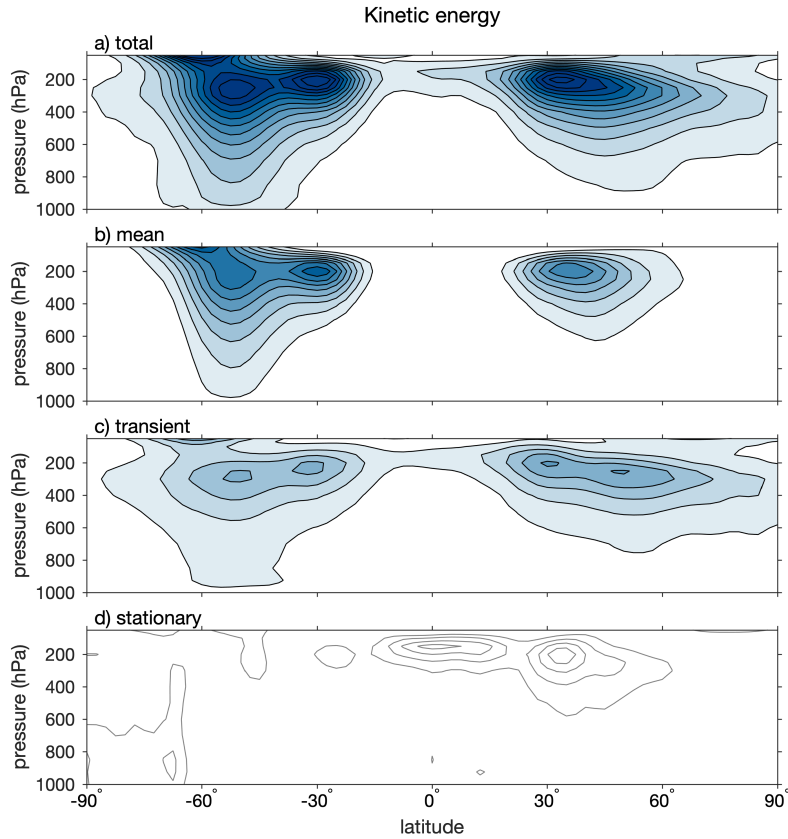 Kinetic energy
a) total
pressure (hPa)
200
400
600
800
1000
b) mean
pressure (hPa)
200
400
600
800
1000
c) transient
pressure (hPa)
200
400
600
800
1000
d) stationary
pressure (hPa)
200
400
600
800
1000
-90° -60° -30° 0° 30° 60° 90°
latitude